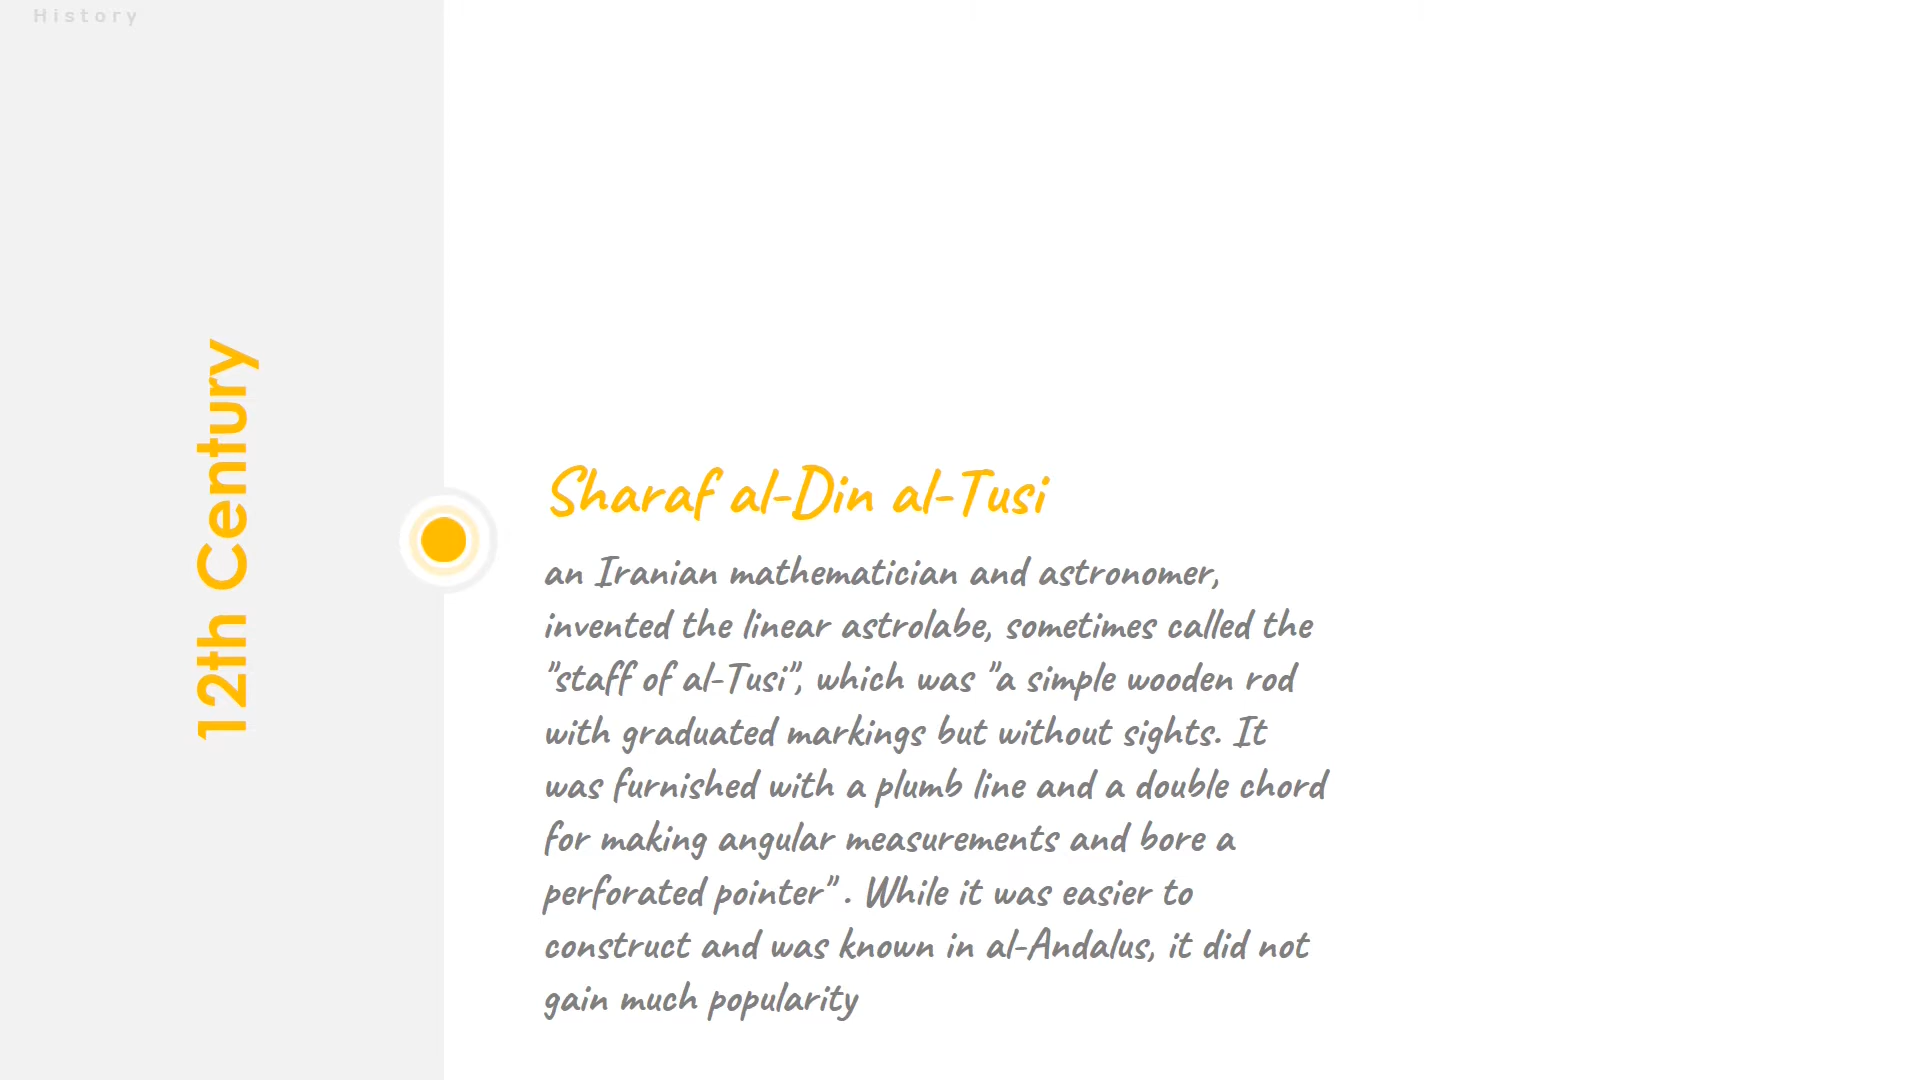 History
12th Century
Sharaf al-Din al-Tusi
an Iranian mathematician and astronomer,
invented the linear astrolabe, sometimes called the
"staff of al-Tusi", which was "a simple wooden rod
with graduated markings but without sights. It
was furnished with a plumb line and a double chord
for making angular measurements and bore a
perforated pointer" . While it was easier to
construct and was known in al-Andalus, it did not
gain much popularity